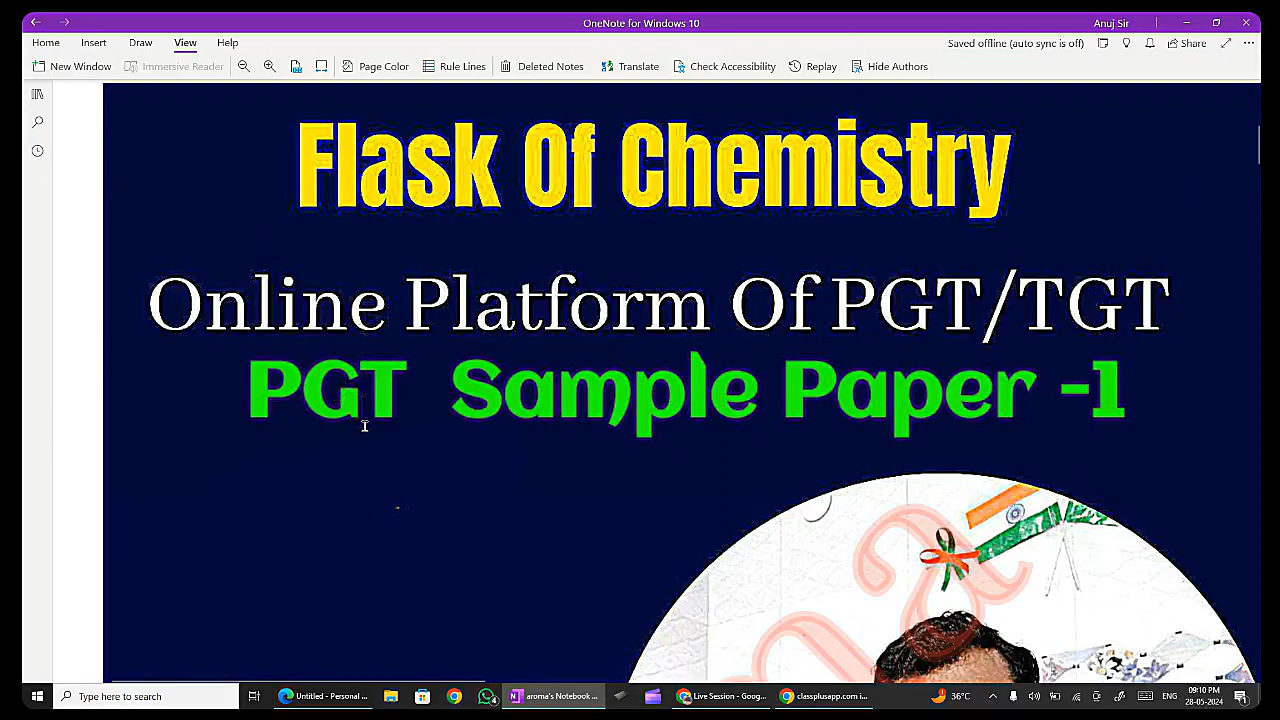 OneNote for Windows 10
Anuj Sir
Home Insert Draw View Help
Saved offline (auto sync is off)
Share
New Window
Immersive Reader
Page Color
Rule Lines
Deleted Notes
Translate
Check Accessibility
Replay
Hide Authors
Flask Of Chemistry
Online Platform Of PGT/TGT
PGT Sample Paper -1
Type here to search
Untitled - Personal ...
4
aroma's Notebook ...
Live Session - Goog...
classplusapp.com i...
36°C
ENG
09:10 PM
28-05-2024
1